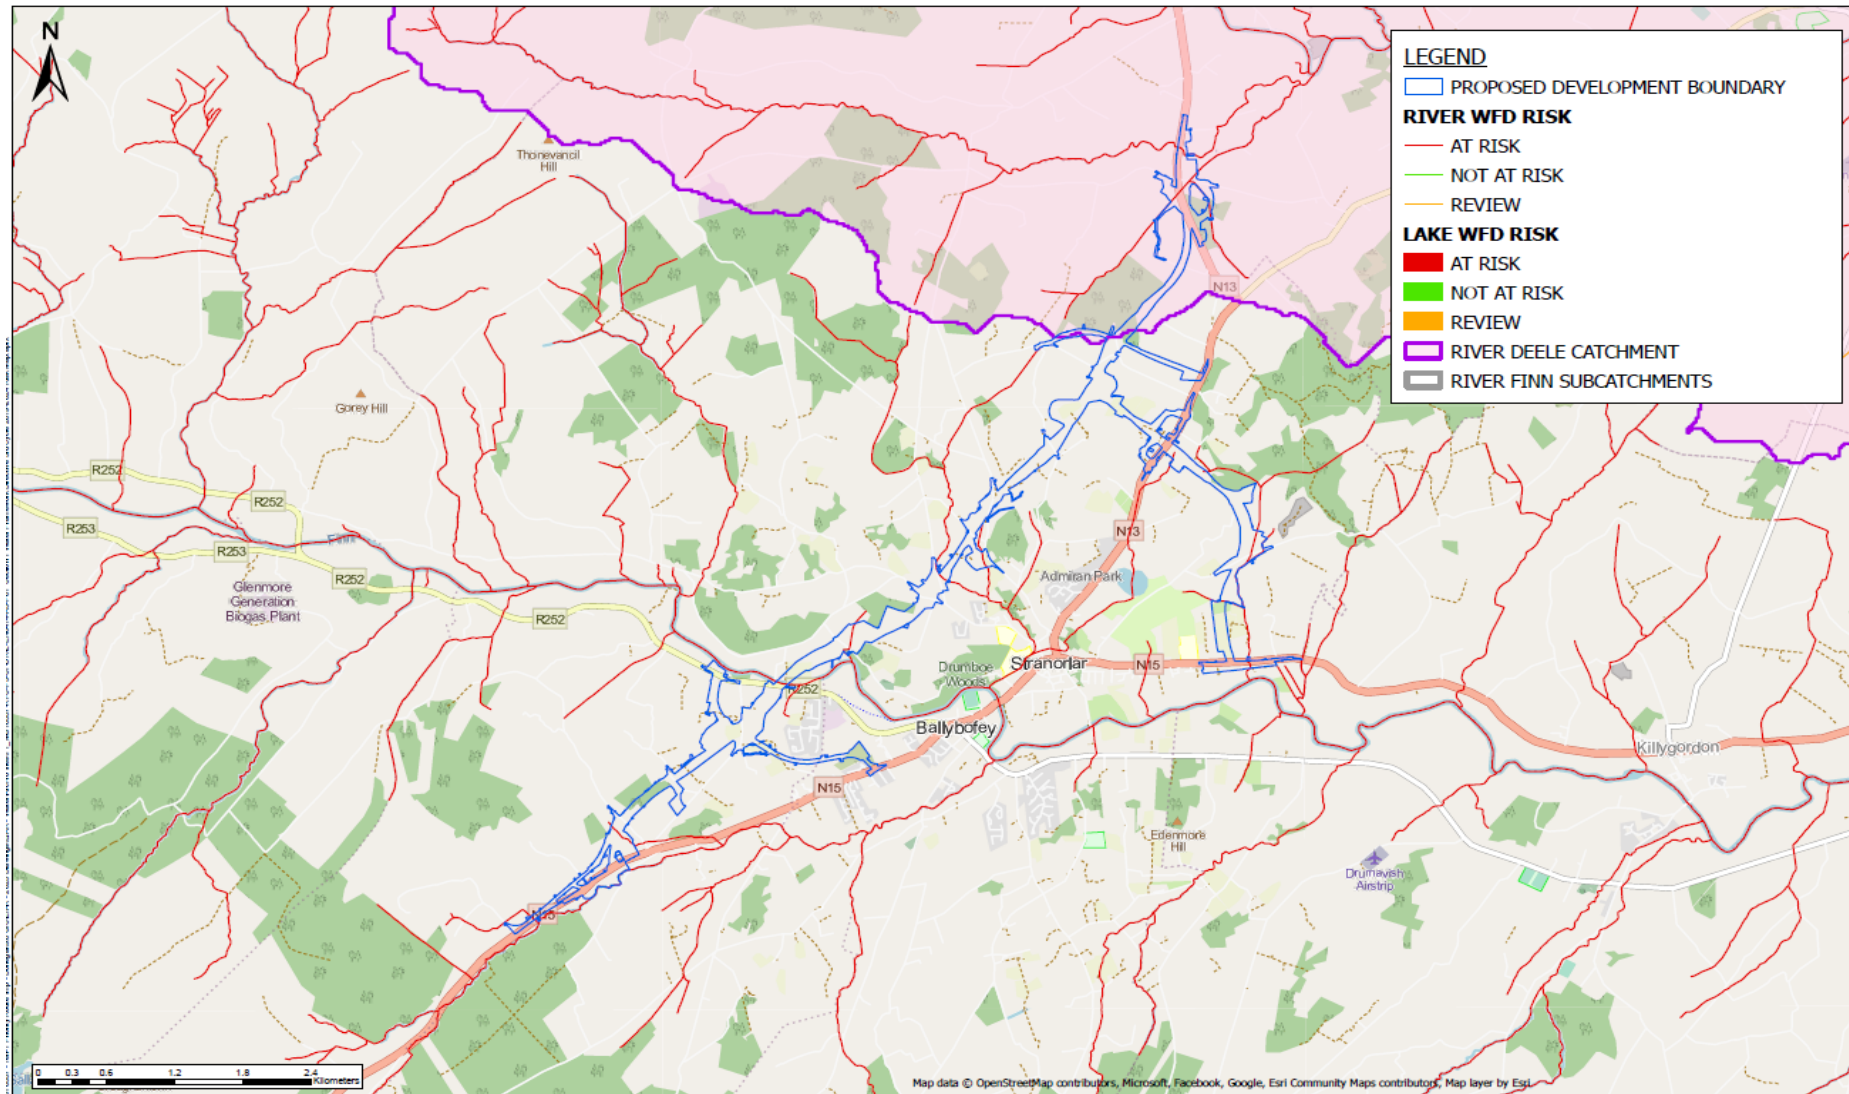 N
LEGEND
PROPOSED DEVELOPMENT BOUNDARY
RIVER WFD RISK
AT RISK
NOT AT RISK
REVIEW
LAKE WFD RISK
AT RISK
NOT AT RISK
REVIEW
RIVER DEELE CATCHMENT
RIVER FINN SUBCATCHMENTS
Hill
N13
Gorey Hill
R252
R252
R253
R253
Finn
R252
Glenmore
Generation
Biogas Plant
R252
N13
Admiran Park
Drumboe
Woods
Stranorlar
N15
R252
Ballybofey
Killygordon
N15
Edenmore
Hill
Drumavish
Airstrip
N15
0 0.3 0.6 1.2 1.8 2.4
Kilometers
Map data © OpenStreetMap contributors, Microsoft, Facebook, Google, Esri Community Maps contributors, Map layer by Esri